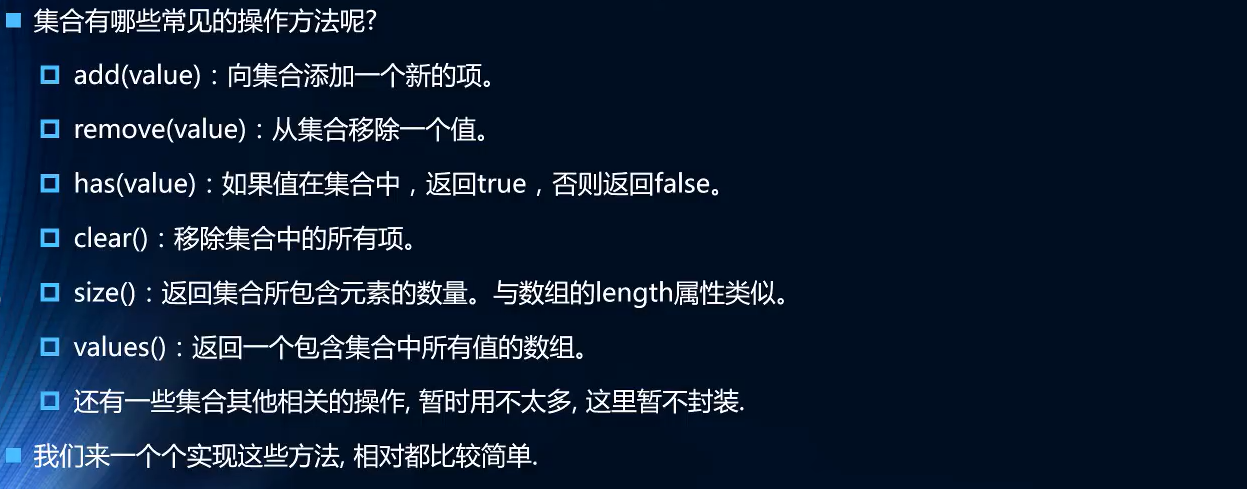 集合有哪些常见的操作方法呢?
add(value)：向集合添加一个新的项。
remove(value)：从集合移除一个值。
has(value)：如果值在集合中，返回true，否则返回false。
clear()：移除集合中的所有项。
size()：返回集合所包含元素的数量。与数组的length属性类似。
values()：返回一个包含集合中所有值的数组。
还有一些集合其他相关的操作, 暂时用不太多, 这里暂不封装.
我们来一个个实现这些方法, 相对都比较简单.